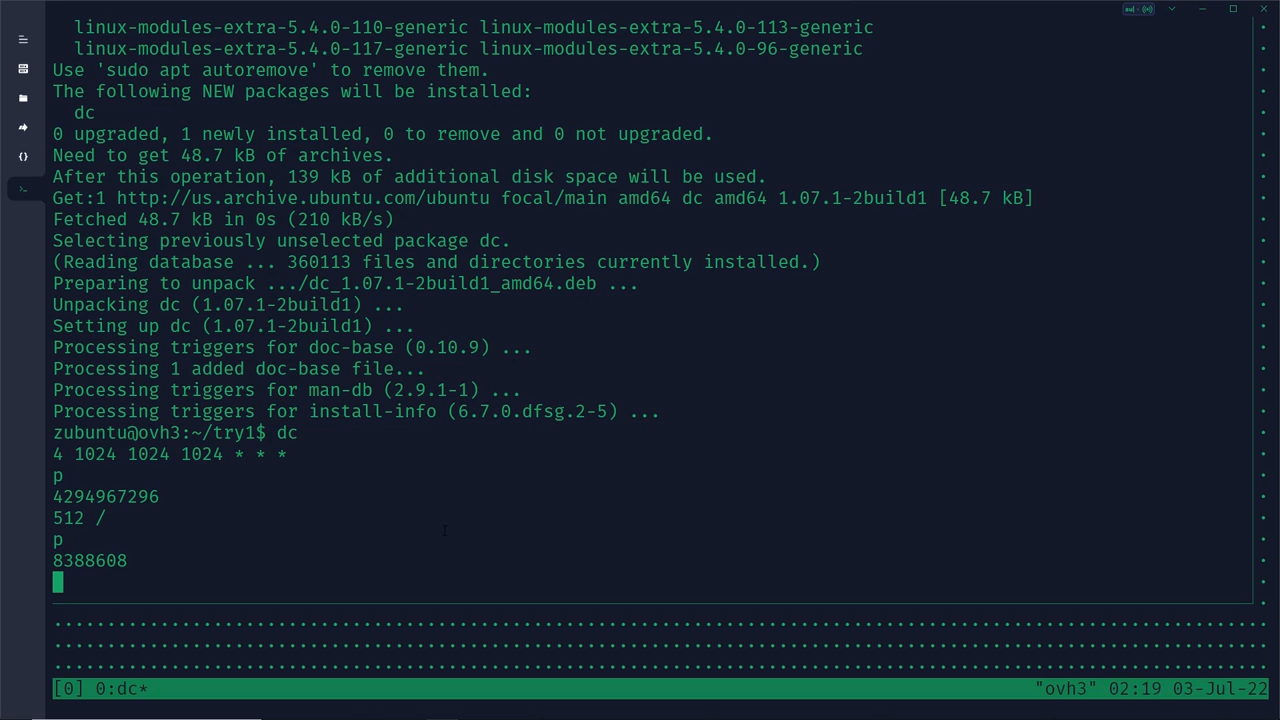 linux-modules-extra-5.4.0-110-generic linux-modules-extra-5.4.0-113-generic
linux-modules-extra-5.4.0-117-generic linux-modules-extra-5.4.0-96-generic
Use 'sudo apt autoremove' to remove them.
The following NEW packages will be installed:
dc
0 upgraded, 1 newly installed, 0 to remove and 0 not upgraded.
Need to get 48.7 kB of archives.
After this operation, 139 kB of additional disk space will be used.
Get:1 http://us.archive.ubuntu.com/ubuntu focal/main amd64 dc amd64 1.07.1-2build1 [48.7 kB]
Fetched 48.7 kB in 0s (210 kB/s)
Selecting previously unselected package dc.
(Reading database ... 360113 files and directories currently installed.)
Preparing to unpack .../dc_1.07.1-2build1_amd64.deb ...
Unpacking dc (1.07.1-2build1) ...
Setting up dc (1.07.1-2build1) ...
Processing triggers for doc-base (0.10.9) ...
Processing 1 added doc-base file...
Processing triggers for man-db (2.9.1-1) ...
Processing triggers for install-info (6.7.0.dfsg.2-5) ...
zubuntu@ovh3:~/try1$ dc
4 1024 1024 1024 * * *
p
4294967296
512 /
p
8388608
[0] 0:dc* "ovh3" 02:19 03-Jul-22